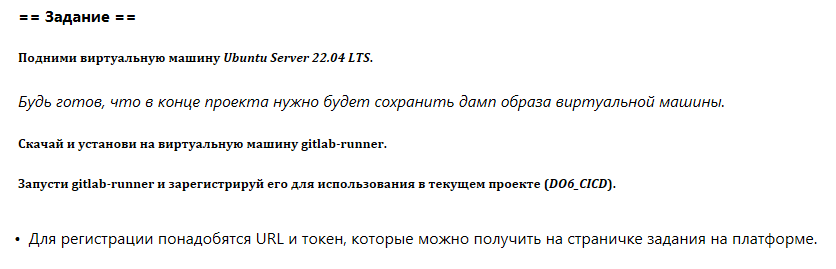 == Задание ==
Подними виртуальную машину Ubuntu Server 22.04 LTS.
Будь готов, что в конце проекта нужно будет сохранить дамп образа виртуальной машины.
Скачай и установи на виртуальную машину gitlab-runner.
Запусти gitlab-runner и зарегистрируй его для использования в текущем проекте (DO6_CICD).
• Для регистрации понадобятся URL и токен, которые можно получить на страничке задания на платформе.